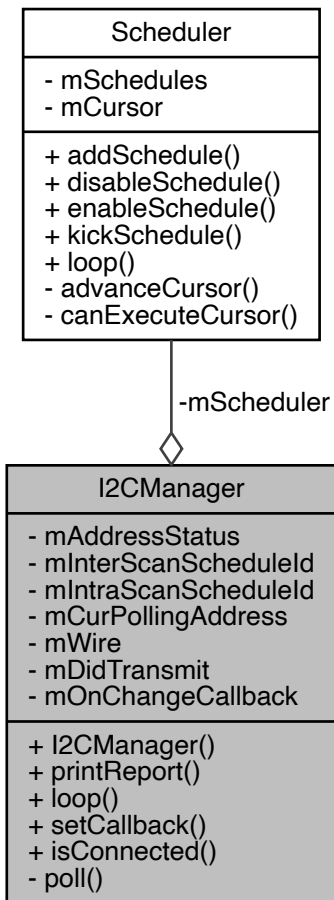 Scheduler
- mSchedules
- mCursor
+ addSchedule()
+ disableSchedule()
+ enableSchedule()
+ kickSchedule()
+ loop()
- advanceCursor()
- canExecuteCursor()
-mScheduler
I2CManager
- mAddressStatus
- mInterScanScheduleId
- mIntraScanScheduleId
- mCurPollingAddress
- mWire
- mDidTransmit
- mOnChangeCallback
+ I2CManager()
+ printReport()
+ loop()
+ setCallback()
+ isConnected()
- poll()